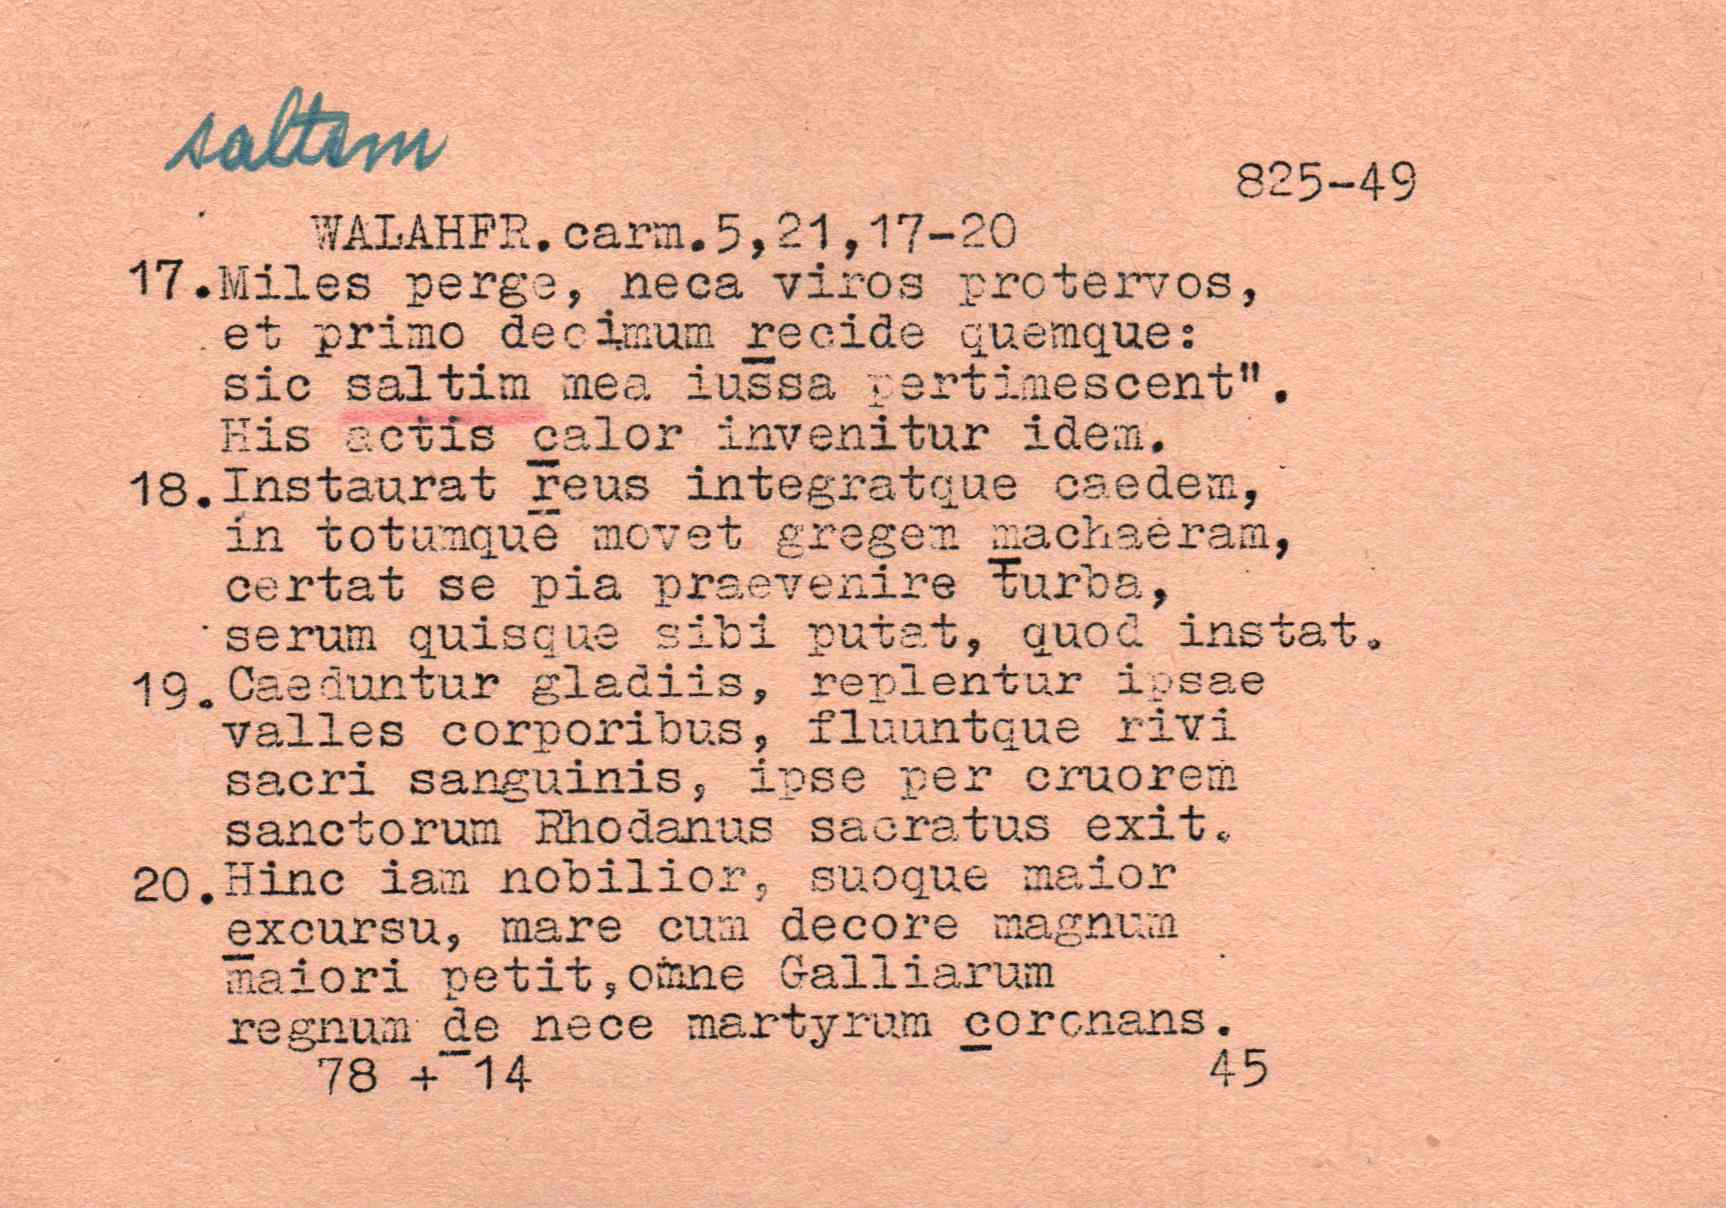 saltem
825-49
WALAHFR.carm.5,21,17-20
17.Miles perge, neca viros protervos,
et primo decimum recide quemque:
sic saltim mea iussa pertimescent".
His actis calor invenitur idem.
18.Instaurat reus integratque caedem,
in totumque movet gregem machaeram,
certat se pia praevenire turba,
serum quisque sibi putat, quod instat.
19.Caeduntur gladiis, replentur ipsae
valles corporibus, fluuntque rivi
sacri sanguinis, ipse per cruorem
sanctorum Rhodanus sacratus exit.
20.Hinc iam nobilior, suoque maior
excursu, mare cum decore magnum
maiori petit,omne Galliarum
regnum de nece martyrum coronans.
78 + 14 45